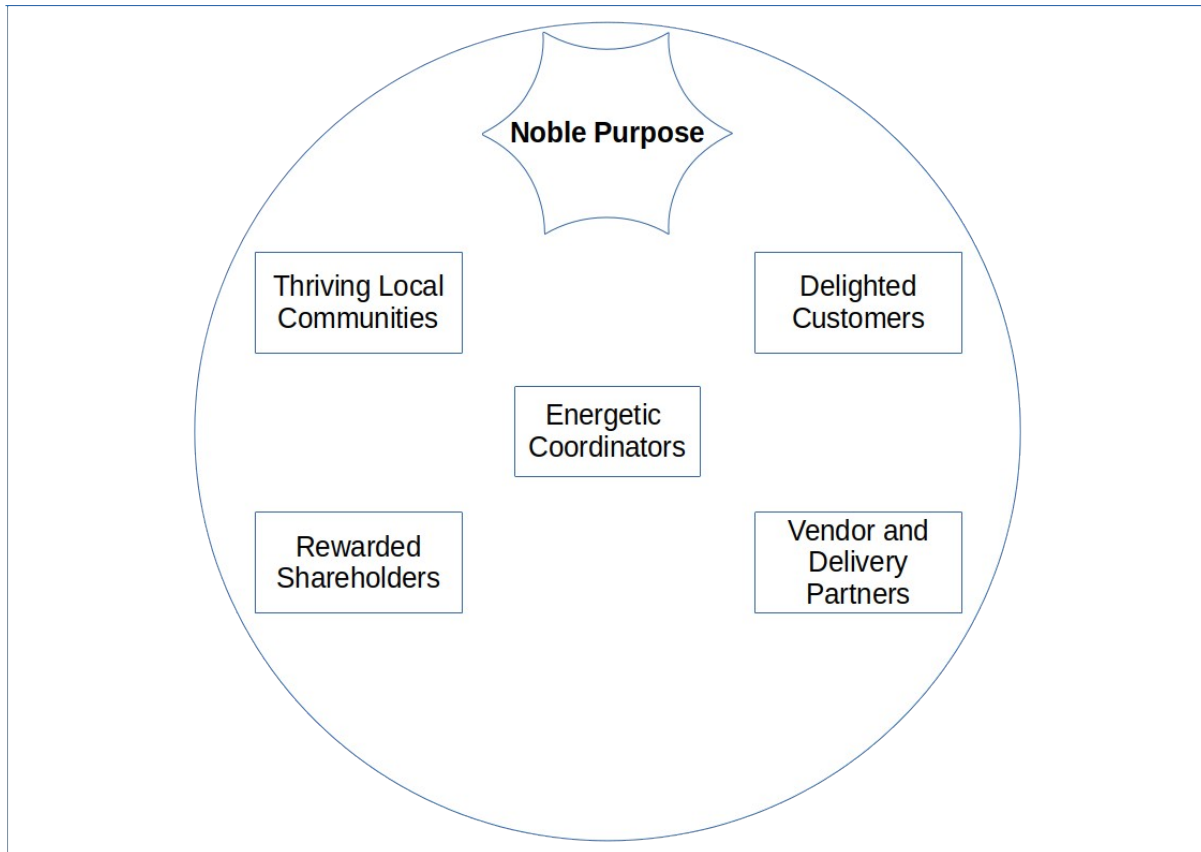 Noble Purpose
Thriving Local
Communities
Delighted
Customers
Energetic
Coordinators
Rewarded
Shareholders
Vendor and
Delivery
Partners